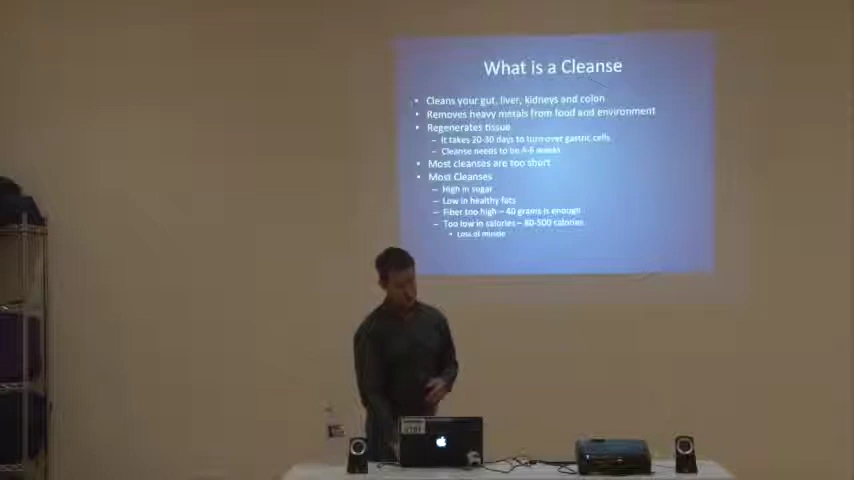 What is a Cleanse
• Cleans your gut, liver, kidneys and colon
• Removes heavy metals from food and environment
• Regenerates tissue
– It takes 20-30 days to turnover gastric cells
– Cleanse needs to be 4-6 weeks
• Most cleanses are too short
• Most Cleanses
– High in sugar
– Low in healthy fats
– Fiber too high – 40 grams is enough
– Too low in calories – 80-500 calories
• Loss of muscle